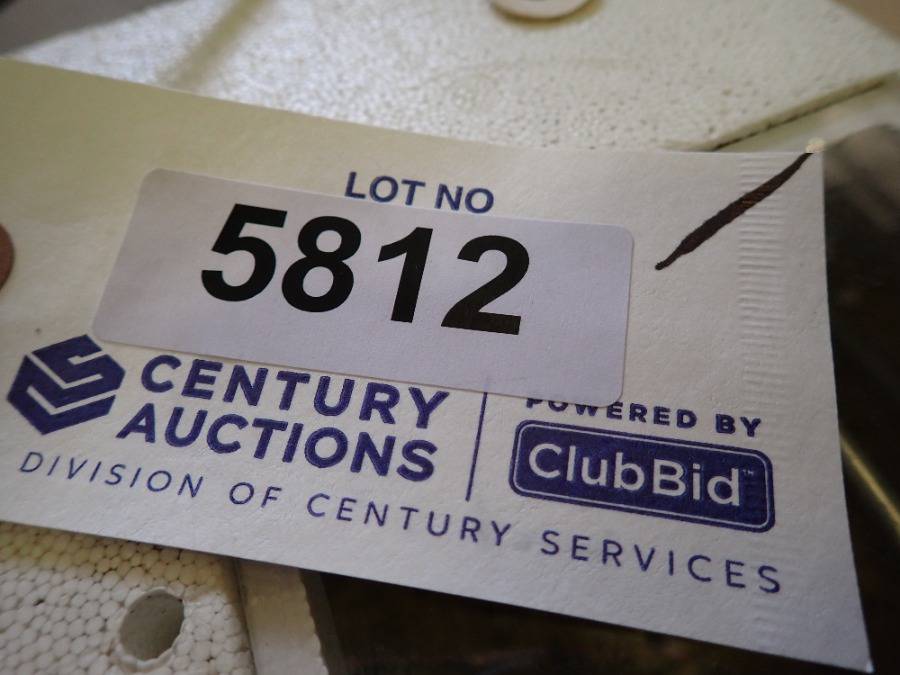 LOT NO
5812
CENTURY
AUCTIONS
DIVISION OF CENTURY SERVICES
POWERED BY
ClubBid™